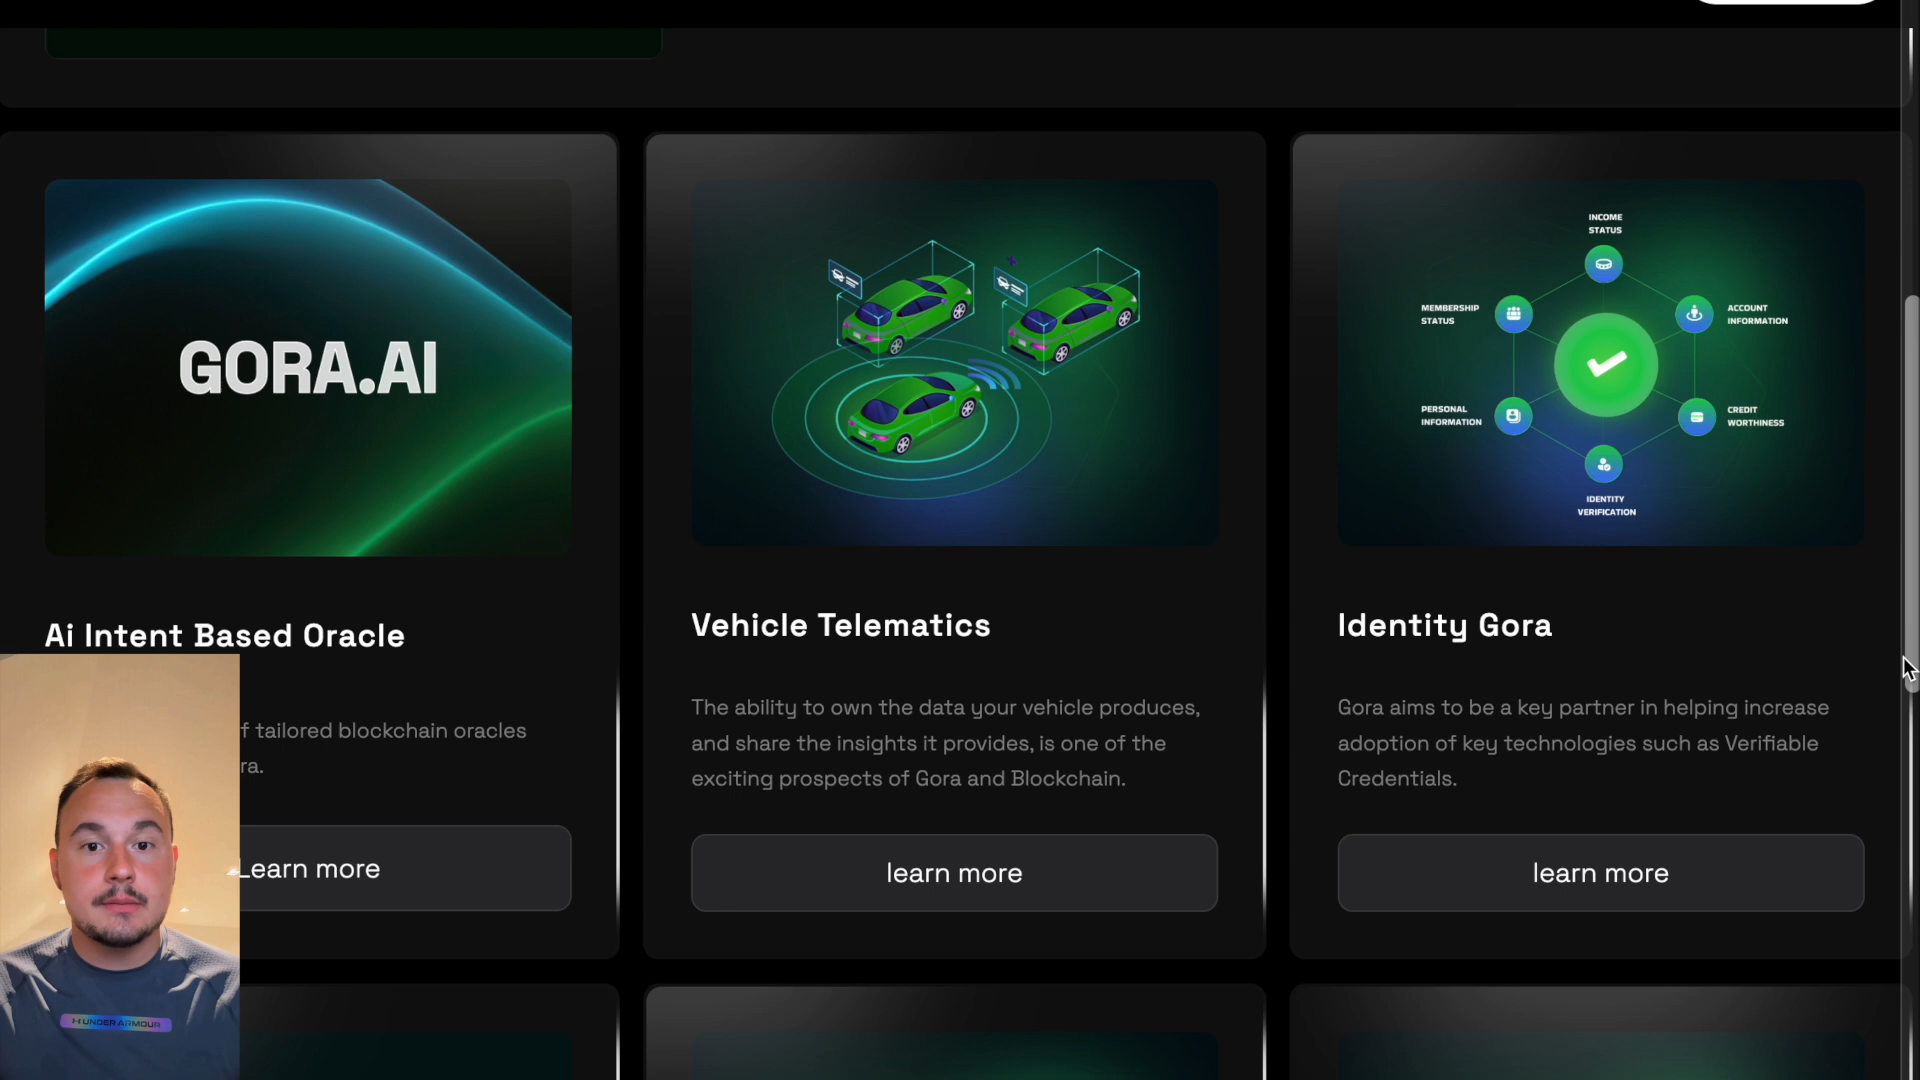 GORA.AI
Ai Intent Based Oracle
f tailored blockchain oracles
ra.
Learn more
Vehicle Telematics
The ability to own the data your vehicle produces,
and share the insights it provides, is one of the
exciting prospects of Gora and Blockchain.
learn more
INCOME
STATUS
MEMBERSHIP
STATUS
ACCOUNT
INFORMATION
PERSONAL
INFORMATION
CREDIT
WORTHINESS
IDENTITY
VERIFICATION
Identity Gora
Gora aims to be a key partner in helping increase
adoption of key technologies such as Verifiable
Credentials.
learn more
UNDER ARMOUR